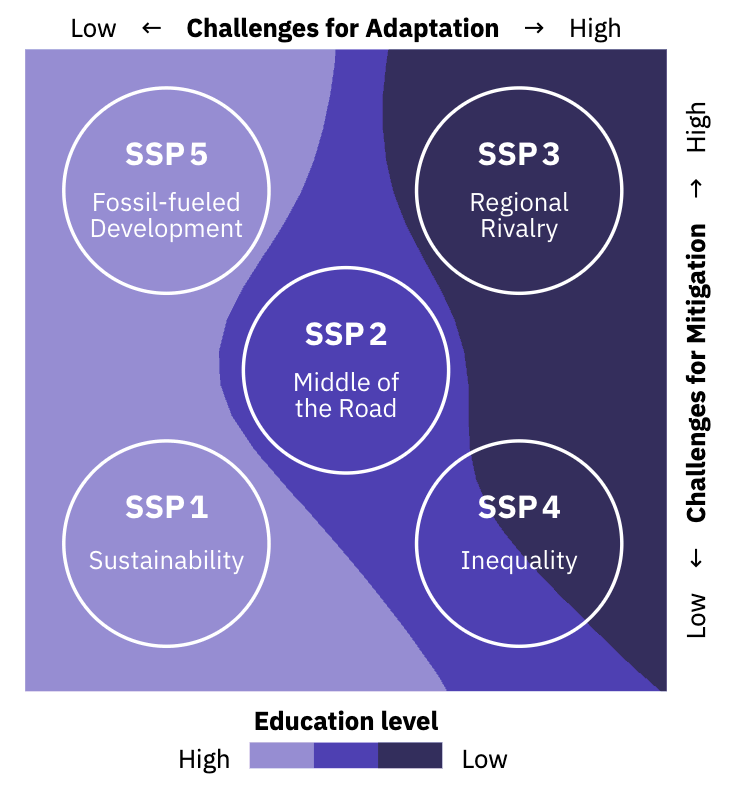 Low ← Challenges for Adaptation → High
SSP 5
Fossil-fueled
Development
SSP 3
Regional
Rivalry
SSP 2
Middle of
the Road
SSP 1
Sustainability
SSP 4
Inequality
Low ← Challenges for Mitigation → High
Education level
High Low